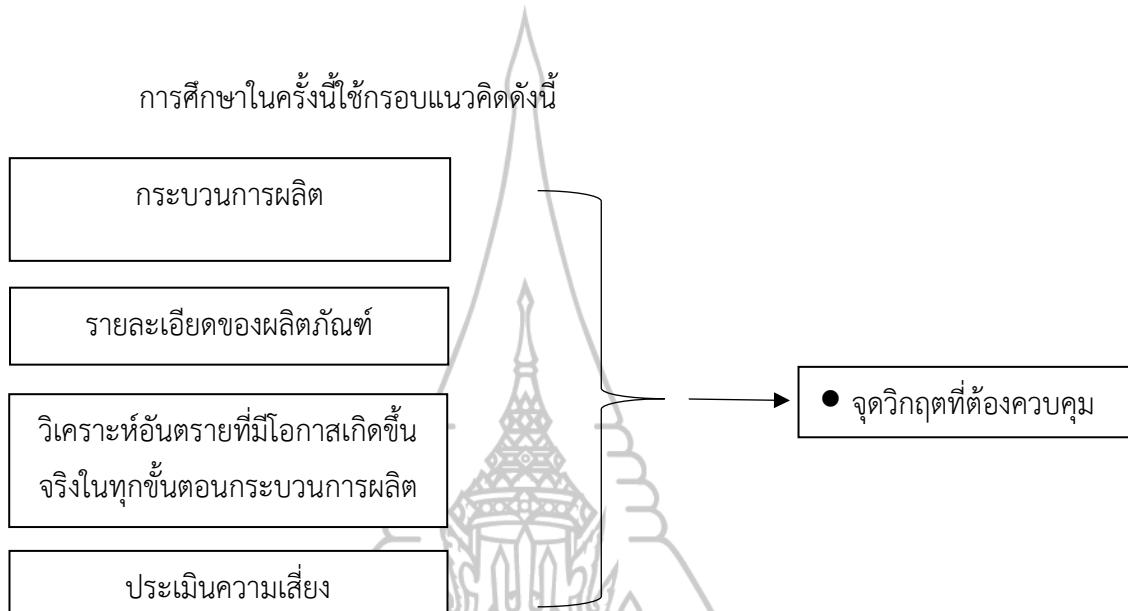 การศึกษาในครั้งนี้ใช้กรอบแนวคิดดังนี้
กระบวนการผลิต
รายละเอียดของผลิตภัณฑ์
วิเคราะห์อันตรายที่มีโอกาสเกิดขึ้น
จริงในทุกขั้นตอนกระบวนการผลิต
ประเมินความเสี่ยง
● จุดวิกฤตที่ต้องควบคุม